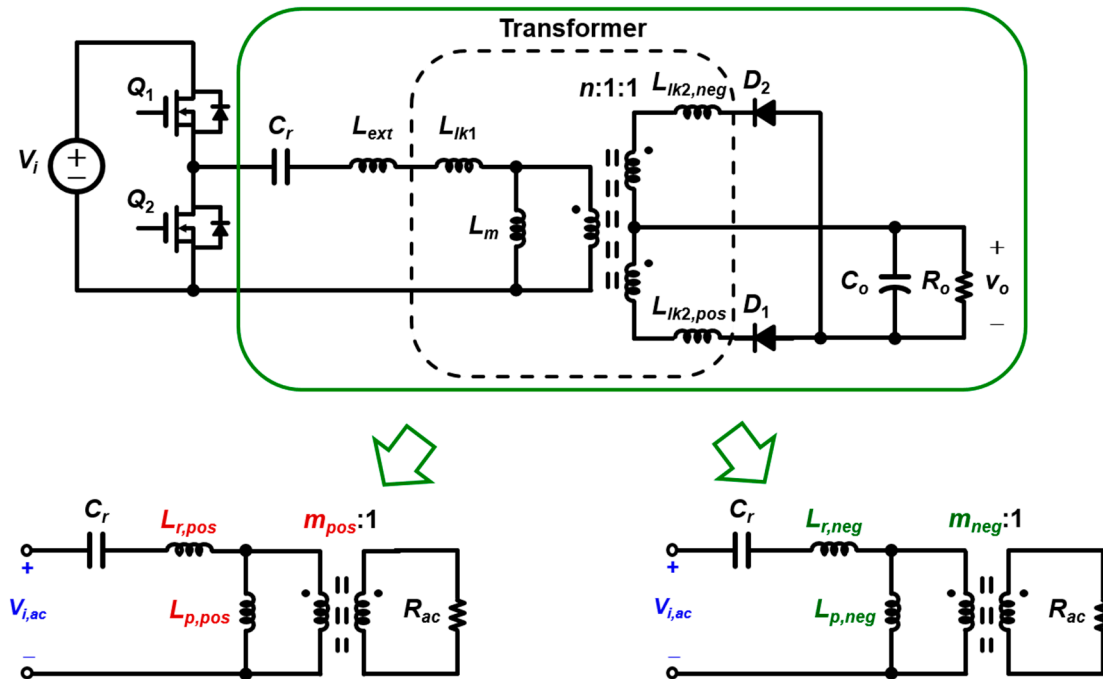 Transformer
Q1
Cr
Lext
Llk1
n:1:1
Llk2,neg
D2
Vi
+
−
Q2
Lm
Llk2,pos
D1
Co
Ro
+
vo
−
Cr
Lr,pos
mpos:1
+
Vi,ac
−
Lp,pos
Rac
Cr
Lr,neg
mneg:1
+
Vi,ac
−
Lp,neg
Rac